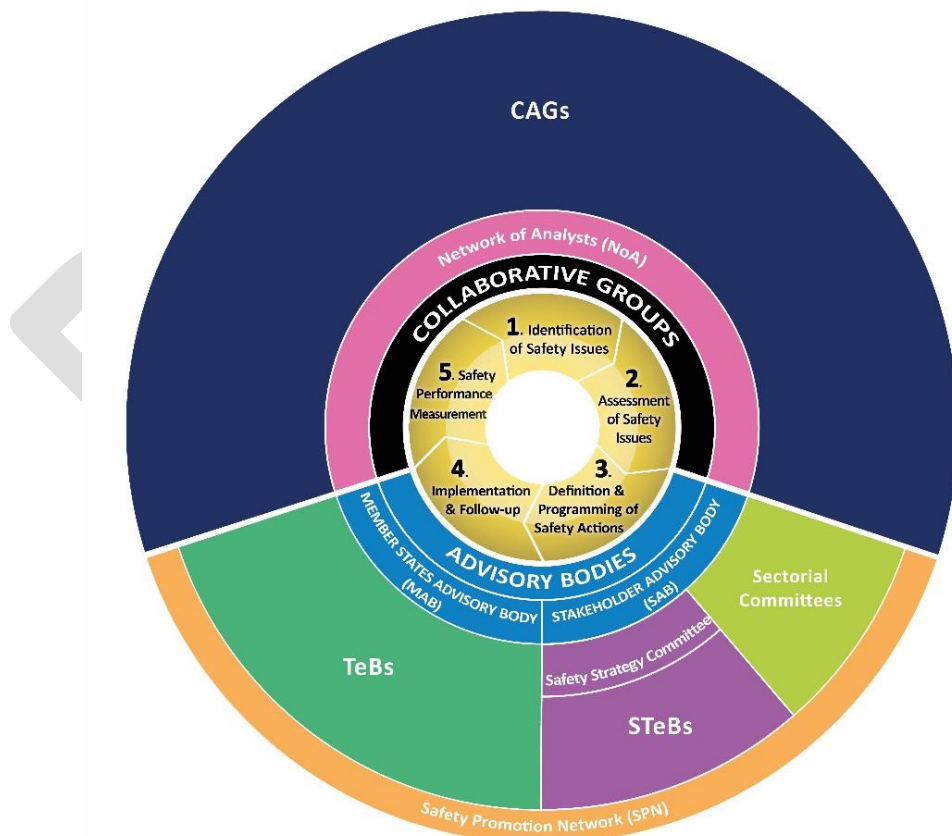 CAGs
Network of Analysts (NoA)
COLLABORATIVE GROUPS
1. Identification
of Safety Issues
2.
Assessment
of Safety
Issues
3.
Definition &
Programming of
Safety Actions
4.
Implementation
& Follow-up
5. Safety
Performance
Measurement
ADVISORY BODIES
MEMBER STATES ADVISORY BODY
(MAB)
STAKEHOLDER ADVISORY BODY
(SAB)
Sectorial
Committees
TeBs
Safety Strategy Committee
STeBs
Safety Promotion Network (SPN)